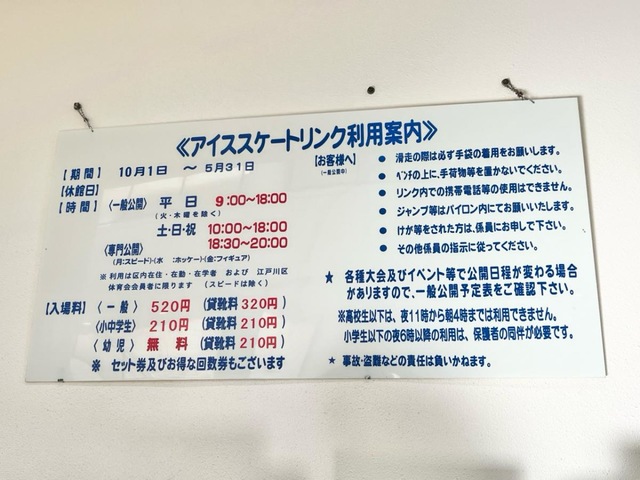 《アイススケートリンク利用案内》
【期間】 10月1日 ～ 5月31日
【休館日】
【時間】 〈一般公開〉 平日 9:00～18:00
(火・木曜を除く)
土・日・祝 10:00～18:00
〈専門公開〉 18:30～20:00
(月:スピード)・(水 :ホッケー)・(金:フィギュア)
※ 利用は区内在住・在勤・在学者 および 江戸川区
体育会会員者に限ります (スピードは除く)
【入場料】 〈 一 般 〉 520円 (貸靴料 320円)
〈小中学生〉 210円 (貸靴料 210円)
〈 幼 児 〉 無 料 (貸靴料 210円)
※ セット券及びお得な回数券もございます
【お客様へ】
(一般公開中)
● 滑走の際は必ず手袋の着用をお願いします。
● ベンチの上に、手荷物等を置かないでください。
● リンク内での携帯電話等の使用はできません。
● ジャンプ等はパイロン内にてお願いいたします。
● けが等をされた方は、係員にお申し下さい。
● その他係員の指示に従ってください。
★ 各種大会及びイベント等で公開日程が変わる場合
がありますので、一般公開予定表をご確認下さい。
※高校生以下は、夜11時から朝4時までは利用できません。
小学生以下の夜6時以降の利用は、保護者の同伴が必要です。
★ 事故・盗難などの責任は負いかねます。